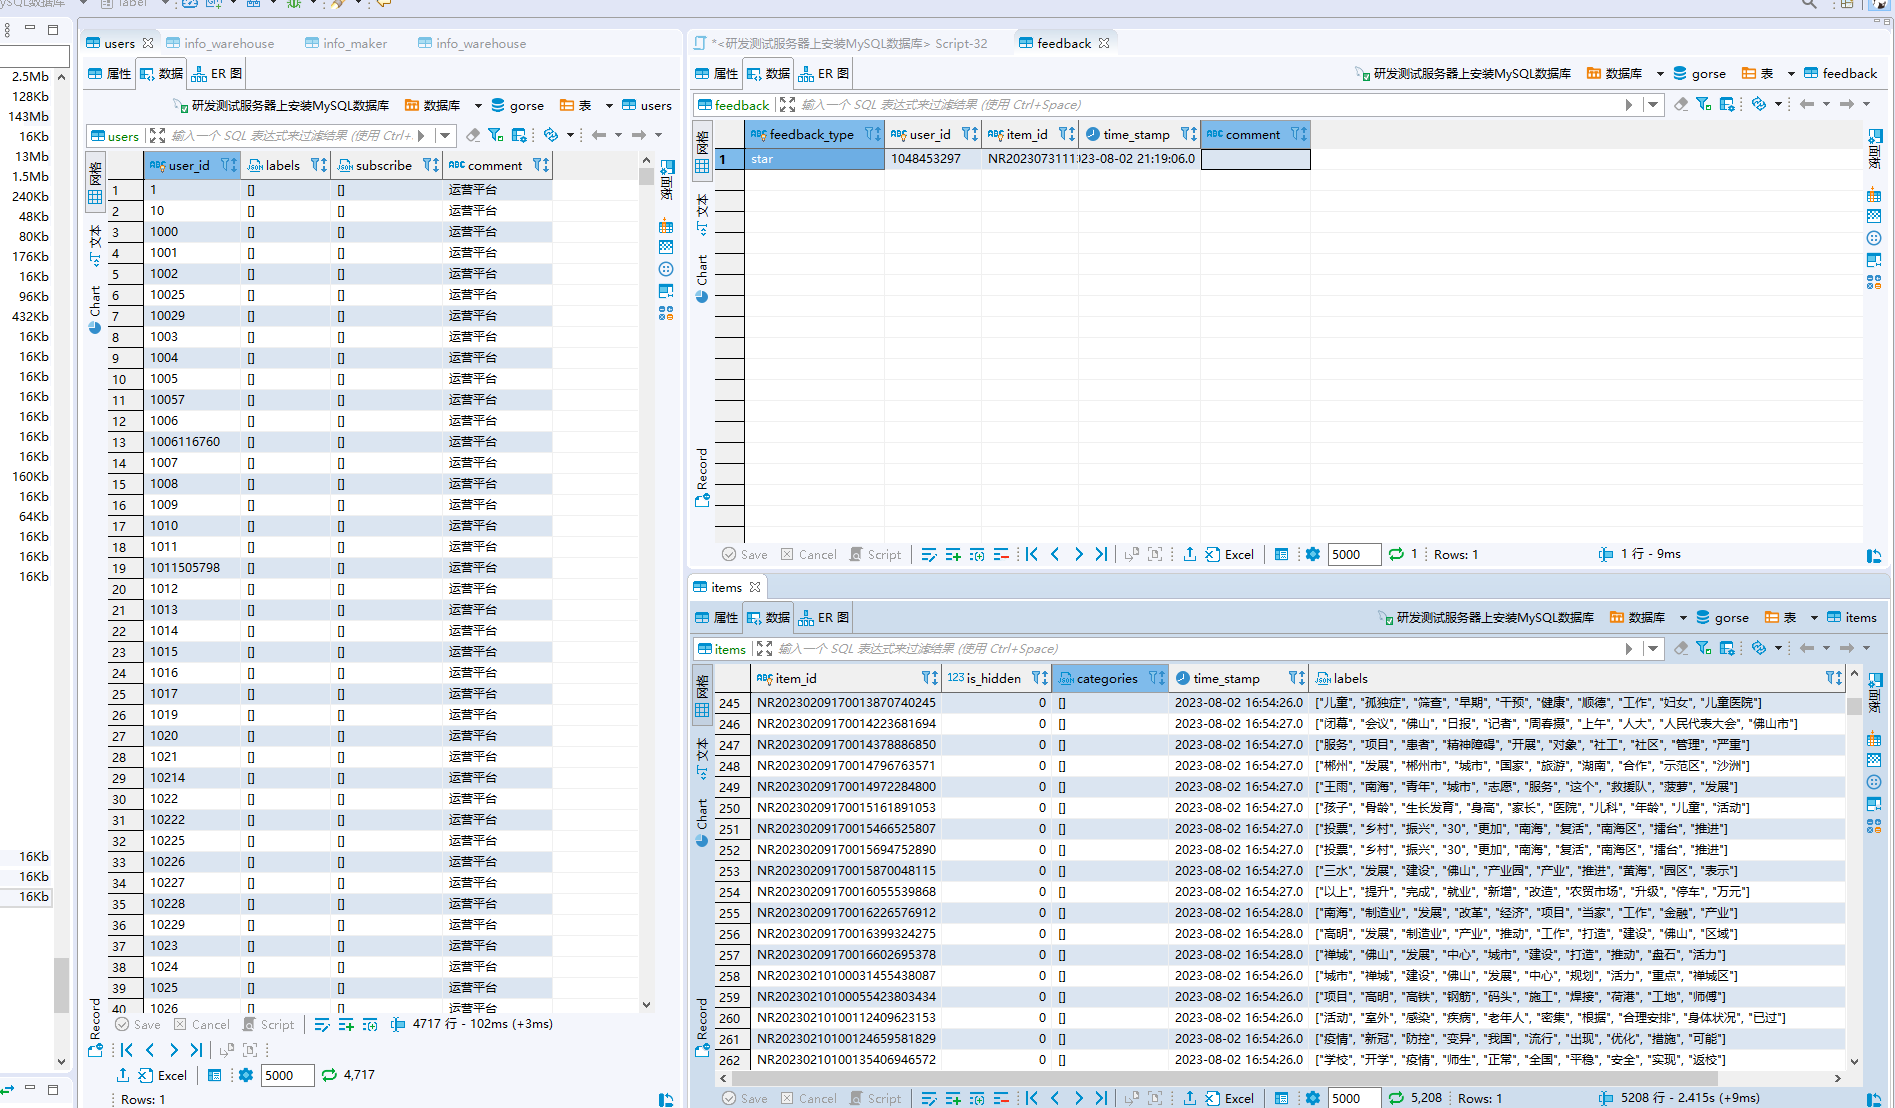 MySQL数据库 label
users info_warehouse info_maker info_warehouse
属性 数据 ER 图
研发测试服务器上安装MySQL数据库 数据库 gorse 表 users
users 输入一个 SQL 表达式来过滤结果 (使用 Ctrl+
user_id labels subscribe comment
1 1 [] [] 运营平台
2 10 [] [] 运营平台
3 1000 [] [] 运营平台
4 1001 [] [] 运营平台
5 1002 [] [] 运营平台
6 10025 [] [] 运营平台
7 10029 [] [] 运营平台
8 1003 [] [] 运营平台
9 1004 [] [] 运营平台
10 1005 [] [] 运营平台
11 10057 [] [] 运营平台
12 1006 [] [] 运营平台
13 1006116760 [] [] 运营平台
14 1007 [] [] 运营平台
15 1008 [] [] 运营平台
16 1009 [] [] 运营平台
17 1010 [] [] 运营平台
18 1011 [] [] 运营平台
19 1011505798 [] [] 运营平台
20 1012 [] [] 运营平台
21 1013 [] [] 运营平台
22 1014 [] [] 运营平台
23 1015 [] [] 运营平台
24 1016 [] [] 运营平台
25 1017 [] [] 运营平台
26 1019 [] [] 运营平台
27 1020 [] [] 运营平台
28 1021 [] [] 运营平台
29 10214 [] [] 运营平台
30 1022 [] [] 运营平台
31 10222 [] [] 运营平台
32 10225 [] [] 运营平台
33 10226 [] [] 运营平台
34 10227 [] [] 运营平台
35 10228 [] [] 运营平台
36 10229 [] [] 运营平台
37 1023 [] [] 运营平台
38 1024 [] [] 运营平台
39 1025 [] [] 运营平台
40 1026 [] [] 运营平台
网格
文本
Chart
Record
面板
Save Cancel Script 4717 行 - 102ms (+3ms)
Excel 5000 4,717
Rows: 1
2.5Mb
128Kb
143Mb
16Kb
13Mb
1.5Mb
240Kb
48Kb
80Kb
176Kb
16Kb
96Kb
432Kb
16Kb
16Kb
16Kb
16Kb
16Kb
16Kb
16Kb
160Kb
16Kb
64Kb
16Kb
16Kb
16Kb
16Kb
16Kb
16Kb
*<研发测试服务器上安装MySQL数据库> Script-32 feedback
属性 数据 ER 图
研发测试服务器上安装MySQL数据库 数据库 gorse 表 feedback
feedback 输入一个 SQL 表达式来过滤结果 (使用 Ctrl+Space)
feedback_type user_id item_id time_stamp comment
1 star 1048453297 NR2023073111 23-08-02 21:19:06.0
网格
文本
Chart
Record
面板
Save Cancel Script Excel 5000 1 Rows: 1 1 行 - 9ms
items
属性 数据 ER 图
研发测试服务器上安装MySQL数据库 数据库 gorse 表 items
items 输入一个 SQL 表达式来过滤结果 (使用 Ctrl+Space)
item_id 123 is_hidden categories time_stamp labels
245 NR20230209170013870740245 0 [] 2023-08-02 16:54:26.0 ["儿童", "孤独症", "筛查", "早期", "干预", "健康", "顺德", "工作", "妇女", "儿童医院"]
246 NR20230209170014223681694 0 [] 2023-08-02 16:54:27.0 ["闭幕", "会议", "佛山", "日报", "记者", "周春摄", "上午", "人大", "人民代表大会", "佛山市"]
247 NR20230209170014378886850 0 [] 2023-08-02 16:54:27.0 ["服务", "项目", "患者", "精神障碍", "开展", "对象", "社工", "社区", "管理", "严重"]
248 NR20230209170014796763571 0 [] 2023-08-02 16:54:27.0 ["郴州", "发展", "郴州市", "城市", "国家", "旅游", "湖南", "合作", "示范区", "沙洲"]
249 NR20230209170014972284800 0 [] 2023-08-02 16:54:27.0 ["王雨", "南海", "青年", "城市", "志愿", "服务", "这个", "救援队", "菠萝", "发展"]
250 NR20230209170015161891053 0 [] 2023-08-02 16:54:27.0 ["孩子", "骨龄", "生长发育", "身高", "家长", "医院", "儿科", "年龄", "儿童", "活动"]
251 NR20230209170015466525807 0 [] 2023-08-02 16:54:27.0 ["投票", "乡村", "振兴", "30", "更加", "南海", "复活", "南海区", "擂台", "推进"]
252 NR20230209170015694752890 0 [] 2023-08-02 16:54:27.0 ["投票", "乡村", "振兴", "30", "更加", "南海", "复活", "南海区", "擂台", "推进"]
253 NR20230209170015870048115 0 [] 2023-08-02 16:54:27.0 ["三水", "发展", "建设", "佛山", "产业园", "产业", "推进", "黄海", "园区", "表示"]
254 NR20230209170016055539868 0 [] 2023-08-02 16:54:27.0 ["以上", "提升", "完成", "就业", "新增", "改造", "农贸市场", "升级", "停车", "万元"]
255 NR20230209170016226576912 0 [] 2023-08-02 16:54:28.0 ["南海", "制造业", "发展", "改革", "经济", "项目", "当家", "工作", "金融", "产业"]
256 NR20230209170016399324275 0 [] 2023-08-02 16:54:28.0 ["高明", "发展", "制造业", "产业", "推动", "工作", "打造", "建设", "佛山", "区域"]
257 NR20230209170016602695378 0 [] 2023-08-02 16:54:28.0 ["禅城", "佛山", "发展", "中心", "城市", "建设", "打造", "推动", "盘石", "活力"]
258 NR20230210100031455438087 0 [] 2023-08-02 16:54:26.0 ["城市", "禅城", "建设", "佛山", "发展", "中心", "规划", "活力", "重点", "禅城区"]
259 NR20230210100055423803434 0 [] 2023-08-02 16:54:26.0 ["项目", "高明", "高铁", "钢筋", "码头", "施工", "焊接", "荷港", "工地", "师傅"]
260 NR20230210100112409623153 0 [] 2023-08-02 16:54:26.0 ["活动", "室外", "感染", "疾病", "老年人", "密集", "根据", "合理安排", "身体状况", "已过"]
261 NR20230210100124659581829 0 [] 2023-08-02 16:54:26.0 ["疫情", "新冠", "防控", "变异", "我国", "流行", "出现", "优化", "措施", "可能"]
262 NR20230210100135406946572 0 [] 2023-08-02 16:54:26.0 ["学校", "开学", "疫情", "师生", "正常", "全国", "平稳", "安全", "实现", "返校"]
网格
文本
Chart
Record
面板
Save Cancel Script Excel 5000 5,208 Rows: 1 5208 行 - 2.415s (+9ms)